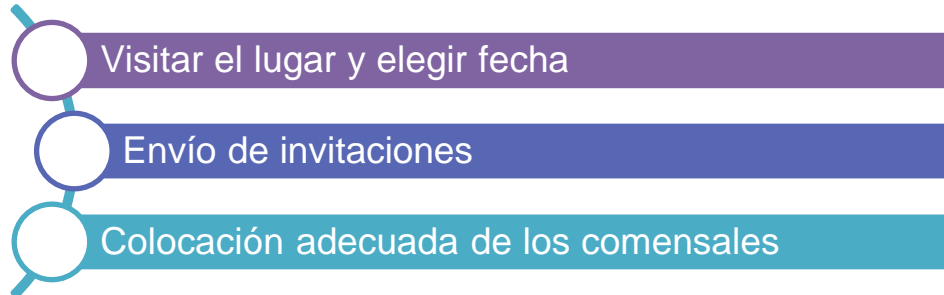 Visitar el lugar y elegir fecha
Envío de invitaciones
Colocación adecuada de los comensales